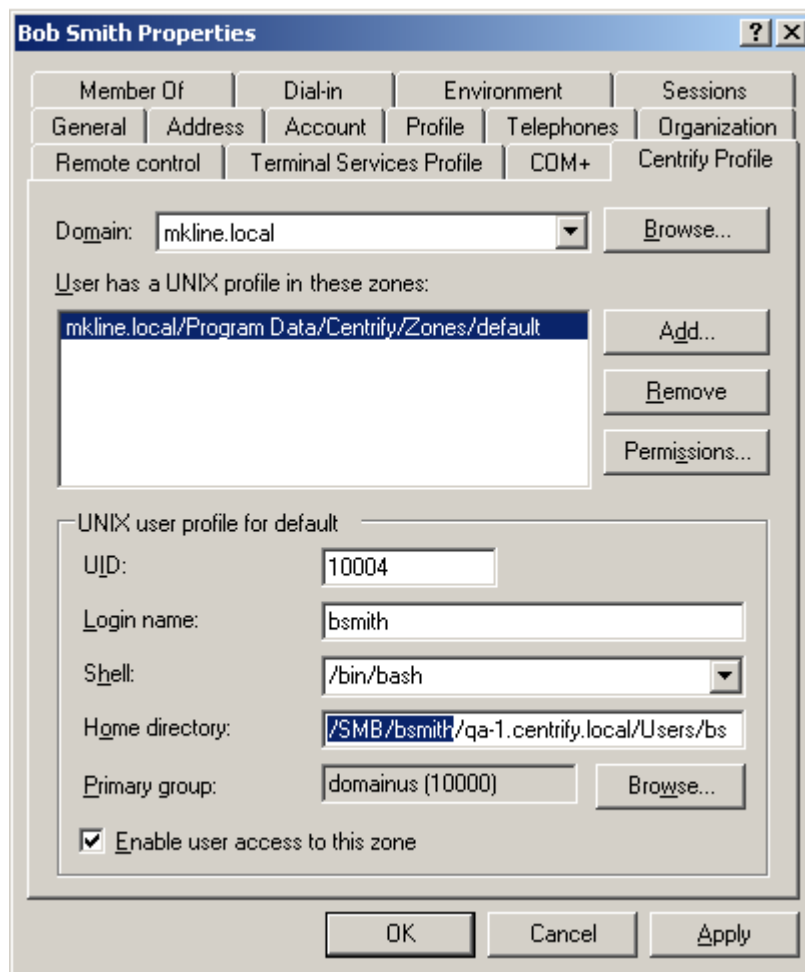 Bob Smith Properties
Member Of Dial-in Environment Sessions
General Address Account Profile Telephones Organization
Remote control Terminal Services Profile COM+ Centrify Profile
Domain: mkline.local Browse...
User has a UNIX profile in these zones:
mkline.local/Program Data/Centrify/Zones/default Add...
Remove
Permissions...
UNIX user profile for default
UID: 10004
Login name: bsmith
Shell: /bin/bash
Home directory: /SMB/bsmith/qa-1.centrify.local/Users/bs
Primary group: domainus (10000) Browse...
Enable user access to this zone
OK Cancel Apply